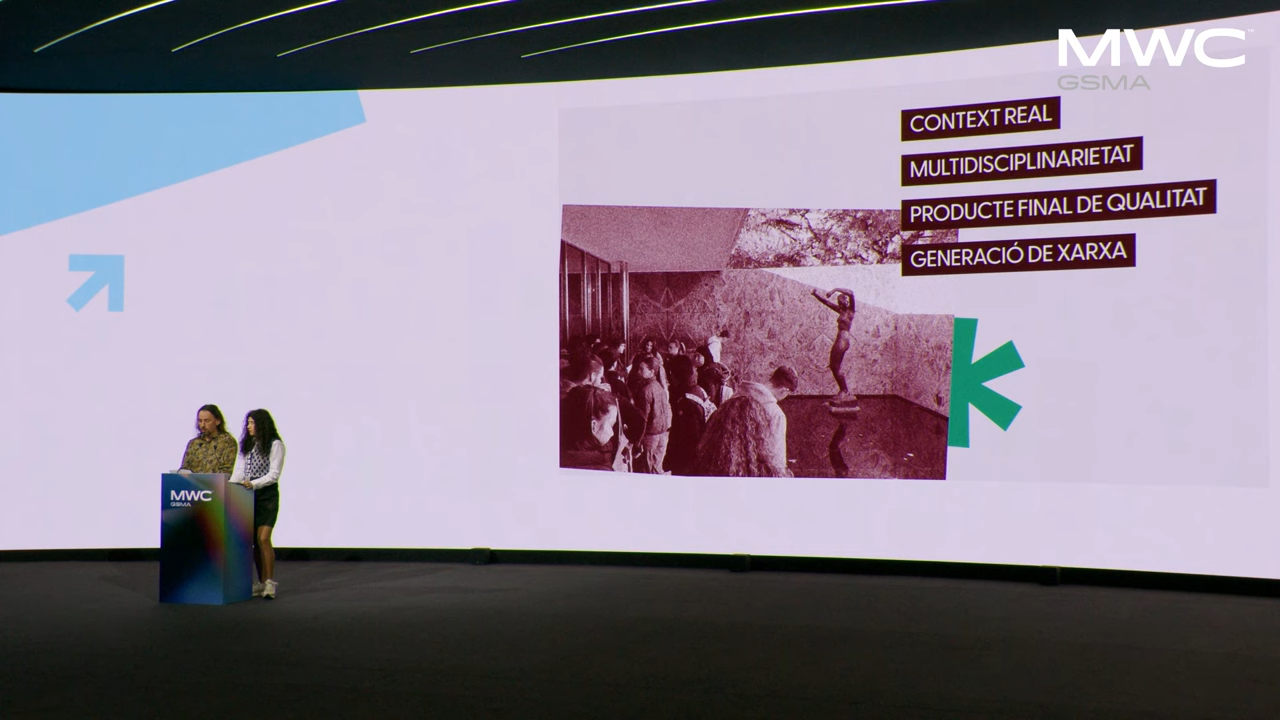 MWC
GSMA
CONTEXT REAL
MULTIDISCIPLINARIETAT
PRODUCTE FINAL DE QUALITAT
GENERACIÓ DE XARXA
MWC
GSMA